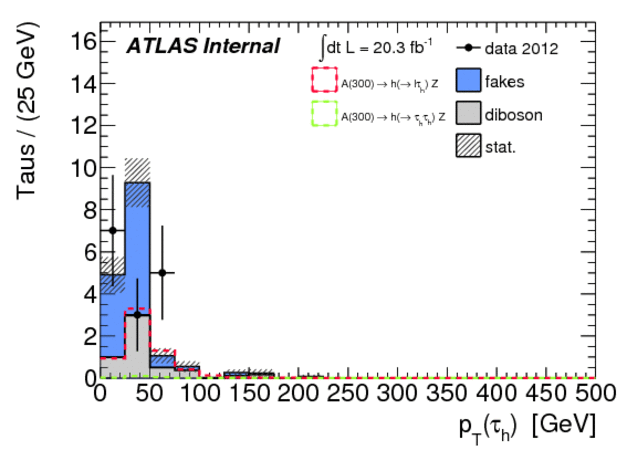 ATLAS Internal
∫dt L = 20.3 fb⁻¹
data 2012
A(300) → h(→ lτₕ) Z
fakes
A(300) → h(→ τₕτₕ) Z
diboson
stat.
Taus / (25 GeV)
16
14
12
10
8
6
4
2
0
0 50 100 150 200 250 300 350 400 450 500
p_T(τₕ) [GeV]